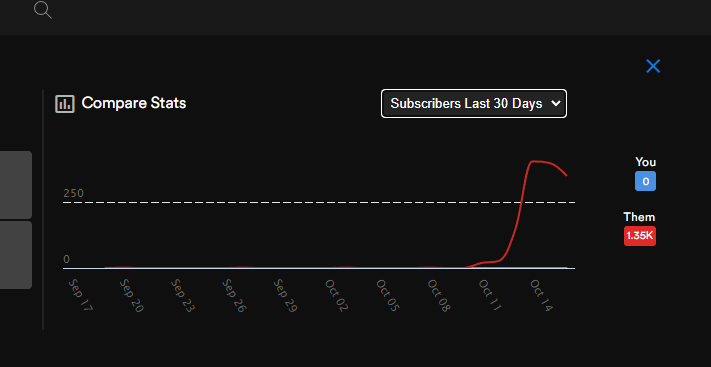 Compare Stats
Subscribers Last 30 Days
You
0
Them
1.35K
250
0
Sep 17
Sep 20
Sep 23
Sep 26
Sep 29
Oct 02
Oct 05
Oct 08
Oct 11
Oct 14